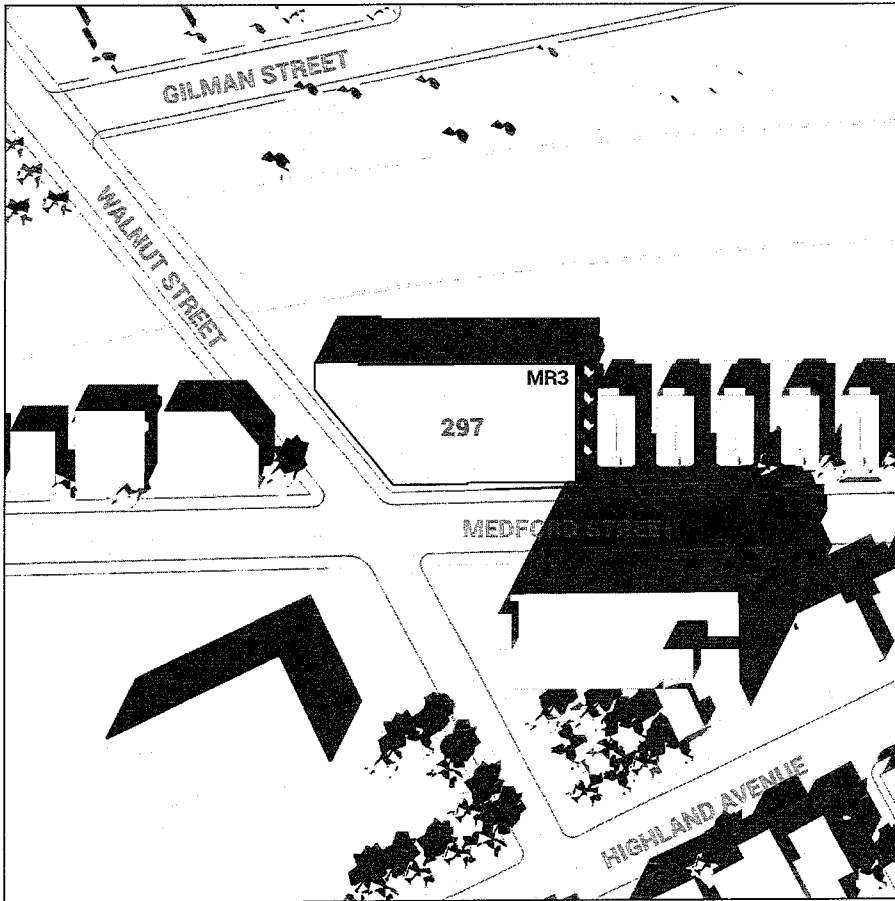 GILMAN STREET
WALNUT STREET
MR3
297
MEDFORD STREET
HIGHLAND AVENUE